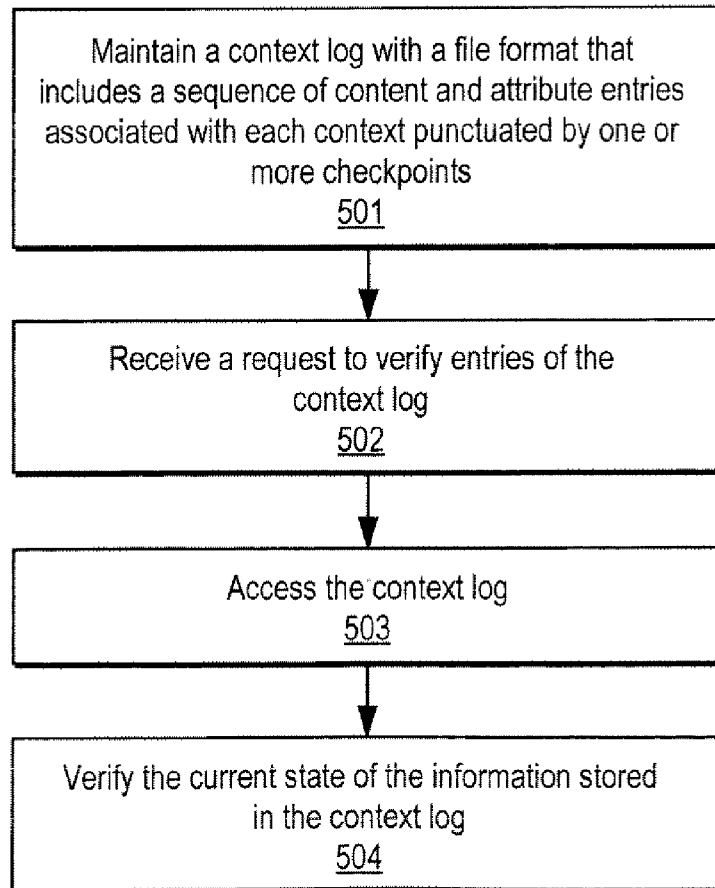 Maintain a context log with a file format that
includes a sequence of content and attribute entries
associated with each context punctuated by one or
more checkpoints
501
Receive a request to verify entries of the
context log
502
Access the context log
503
Verify the current state of the information stored
in the context log
504